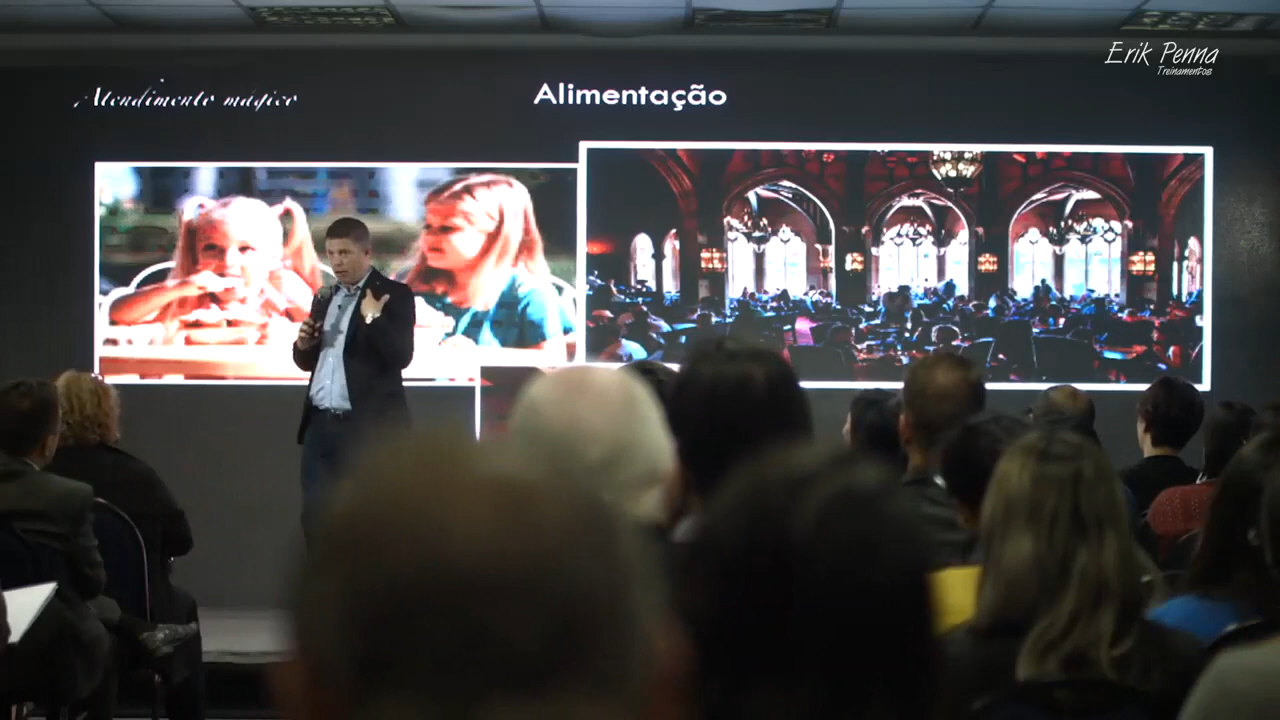 Erik Penna
Treinamentos
Atendimento mágico
Alimentação